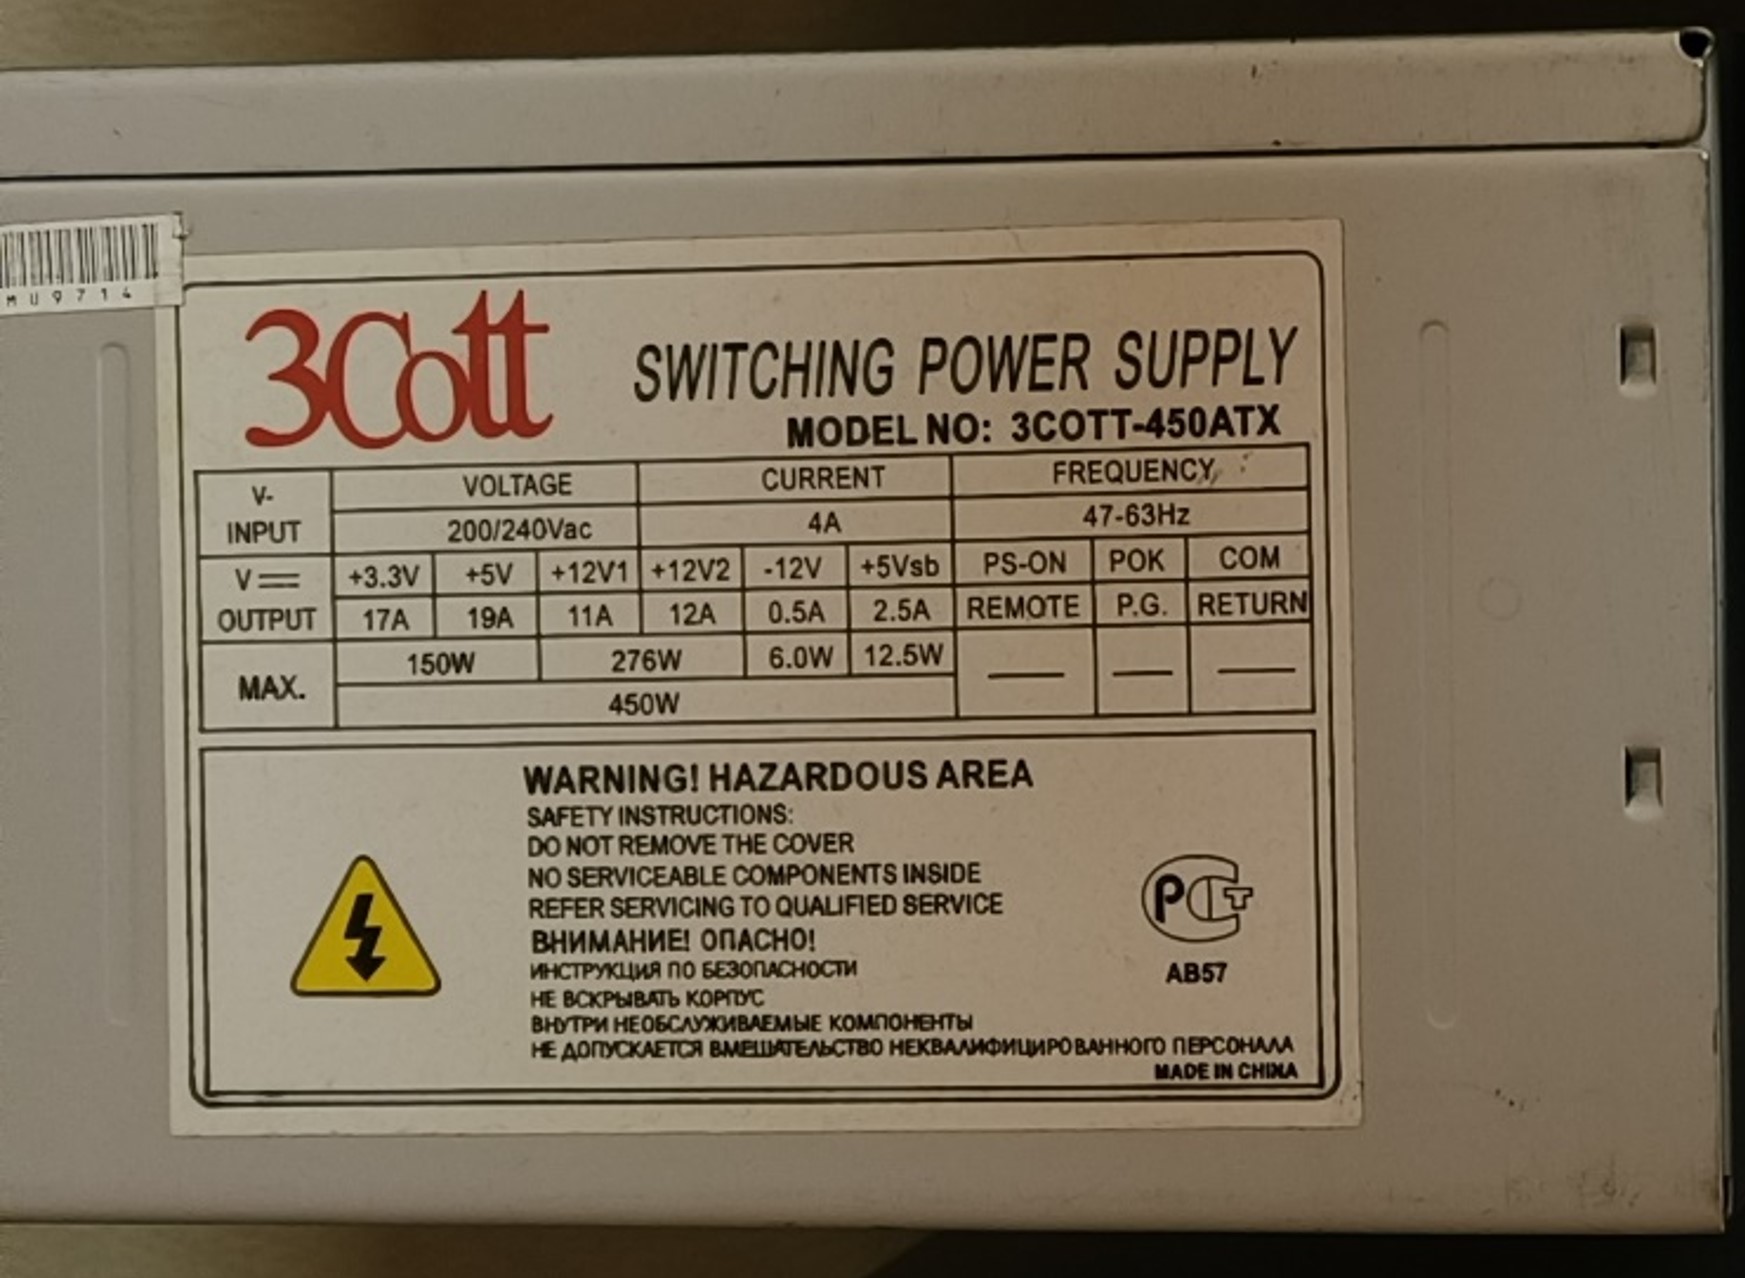 MU9714
3Cott
SWITCHING POWER SUPPLY
MODEL NO: 3COTT-450ATX
V- INPUT VOLTAGE CURRENT FREQUENCY
200/240Vac 4A 47-63Hz
V OUTPUT +3.3V +5V +12V1 +12V2 -12V +5Vsb PS-ON POK COM
17A 19A 11A 12A 0.5A 2.5A REMOTE P.G. RETURN
MAX. 150W 276W 6.0W 12.5W
450W
WARNING! HAZARDOUS AREA
SAFETY INSTRUCTIONS:
DO NOT REMOVE THE COVER
NO SERVICEABLE COMPONENTS INSIDE
REFER SERVICING TO QUALIFIED SERVICE
ВНИМАНИЕ! ОПАСНО!
ИНСТРУКЦИЯ ПО БЕЗОПАСНОСТИ
НЕ ВСКРЫВАТЬ КОРПУС
ВНУТРИ НЕОБСЛУЖИВАЕМЫЕ КОМПОНЕНТЫ
НЕ ДОПУСКАЕТСЯ ВМЕШАТЕЛЬСТВО НЕКВАЛИФИЦИРОВАННОГО ПЕРСОНАЛА
РСТ
АВ57
MADE IN CHINA